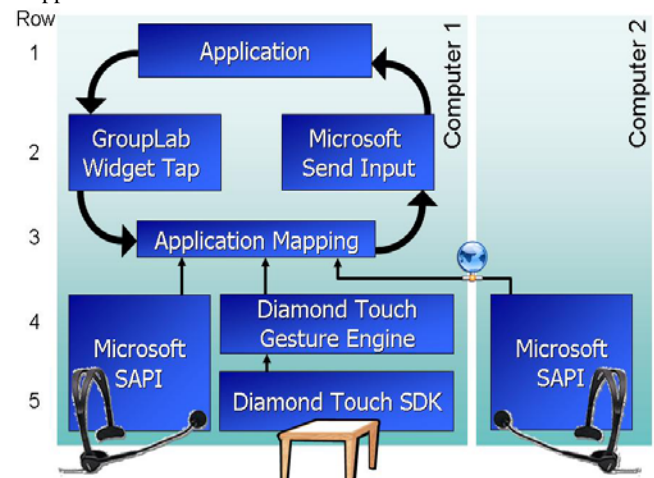 Row
1
Application
Computer 1
Computer 2
2
GroupLab
Widget Tap
Microsoft
Send Input
3
Application Mapping
4
Diamond Touch
Gesture Engine
Microsoft
SAPI
Microsoft
SAPI
5
Diamond Touch SDK